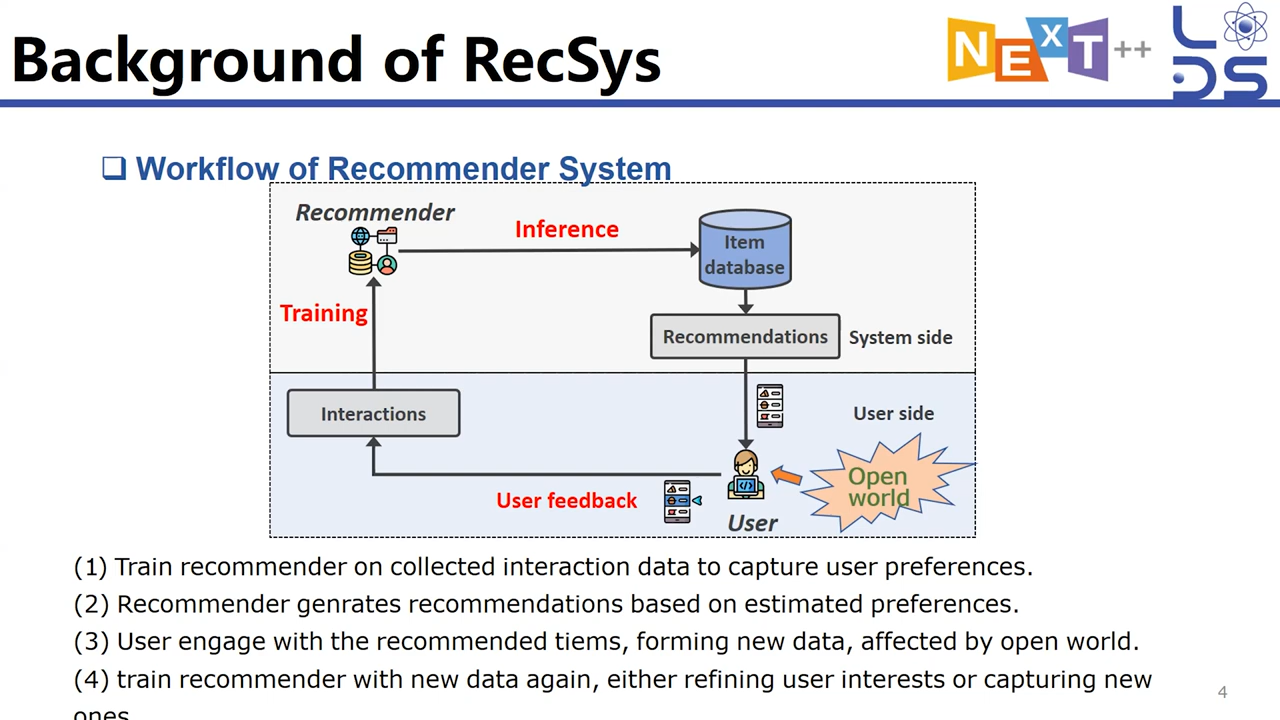 Background of RecSys
NExT++
LDS
❑ Workflow of Recommender System
Recommender
Inference
Item
database
Training
Recommendations
System side
Interactions
User side
Open
world
User feedback
User
(1) Train recommender on collected interaction data to capture user preferences.
(2) Recommender genrates recommendations based on estimated preferences.
(3) User engage with the recommended tiems, forming new data, affected by open world.
(4) train recommender with new data again, either refining user interests or capturing new
ones
4